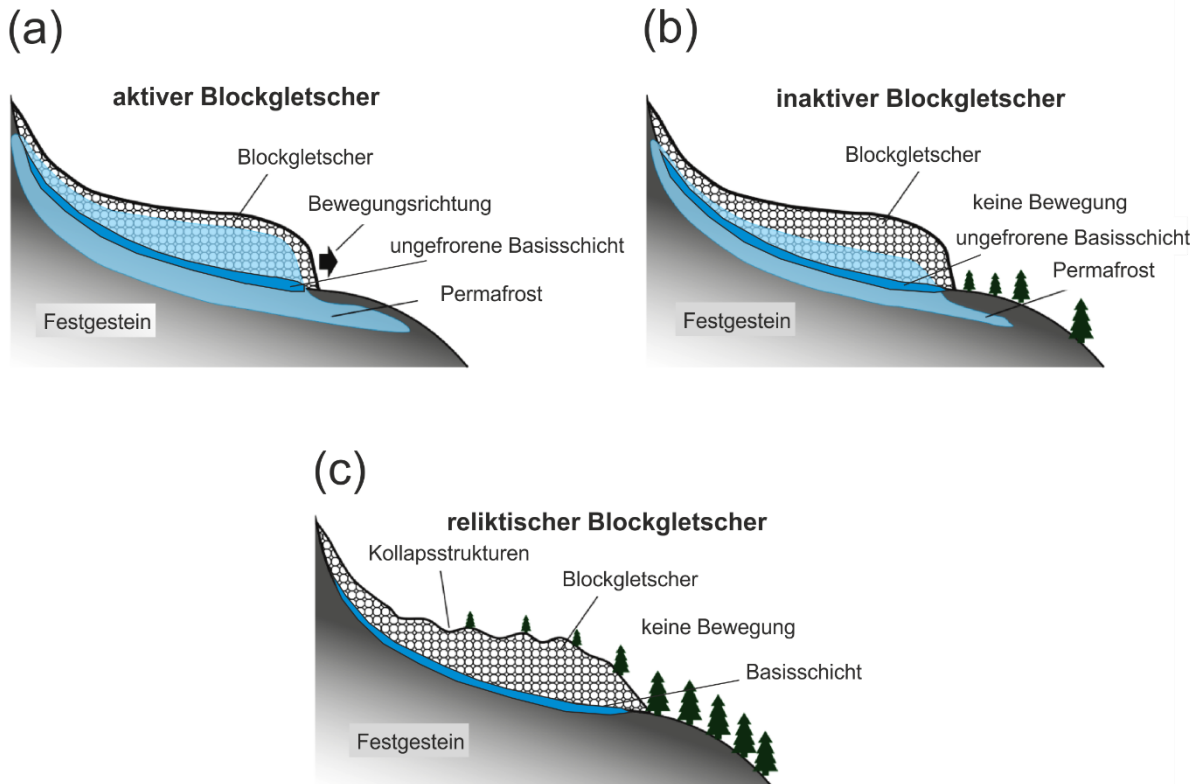 (a)
aktiver Blockgletscher
Blockgletscher
Bewegungsrichtung
ungefrorene Basisschicht
Permafrost
Festgestein
(b)
inaktiver Blockgletscher
Blockgletscher
keine Bewegung
ungefrorene Basisschicht
Permafrost
Festgestein
(c)
reliktischer Blockgletscher
Kollapsstrukturen
Blockgletscher
keine Bewegung
Basisschicht
Festgestein